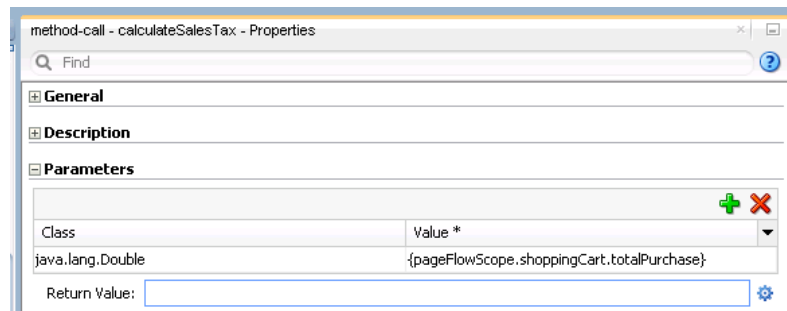 method-call - calculateSalesTax - Properties
Find
General
Description
Parameters
Class Value *
java.lang.Double {pageFlowScope.shoppingCart.totalPurchase}
Return Value: